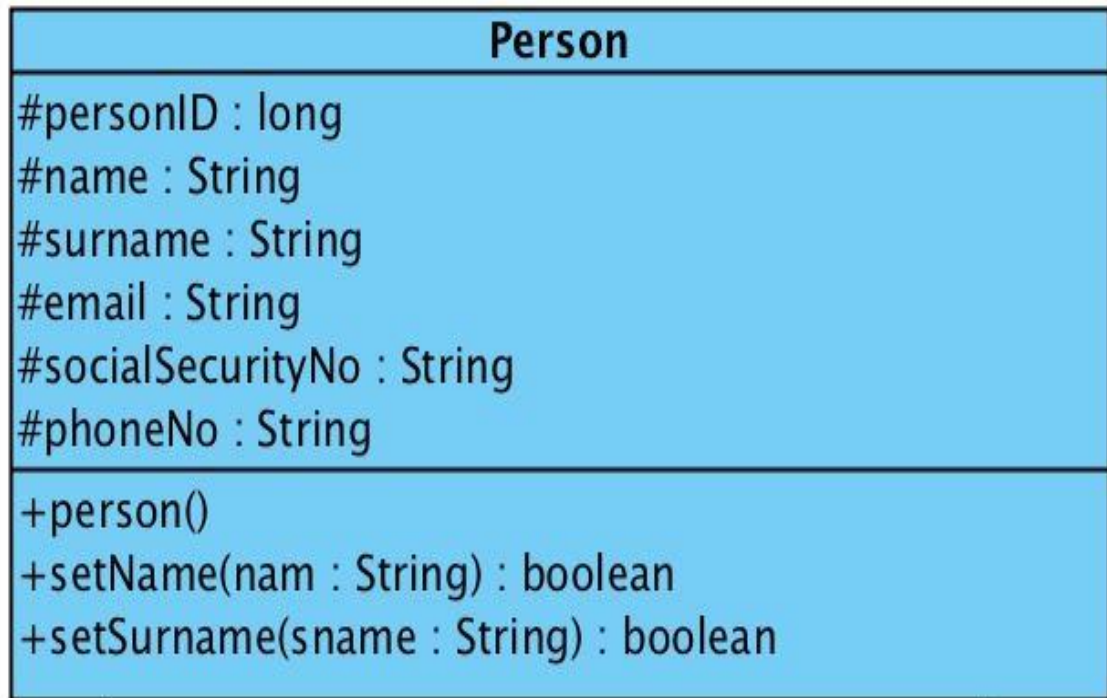 Person
#personID : long
#name : String
#surname : String
#email : String
#socialSecurityNo : String
#phoneNo : String
+person()
+setName(nam : String) : boolean
+setSurname(sname : String) : boolean